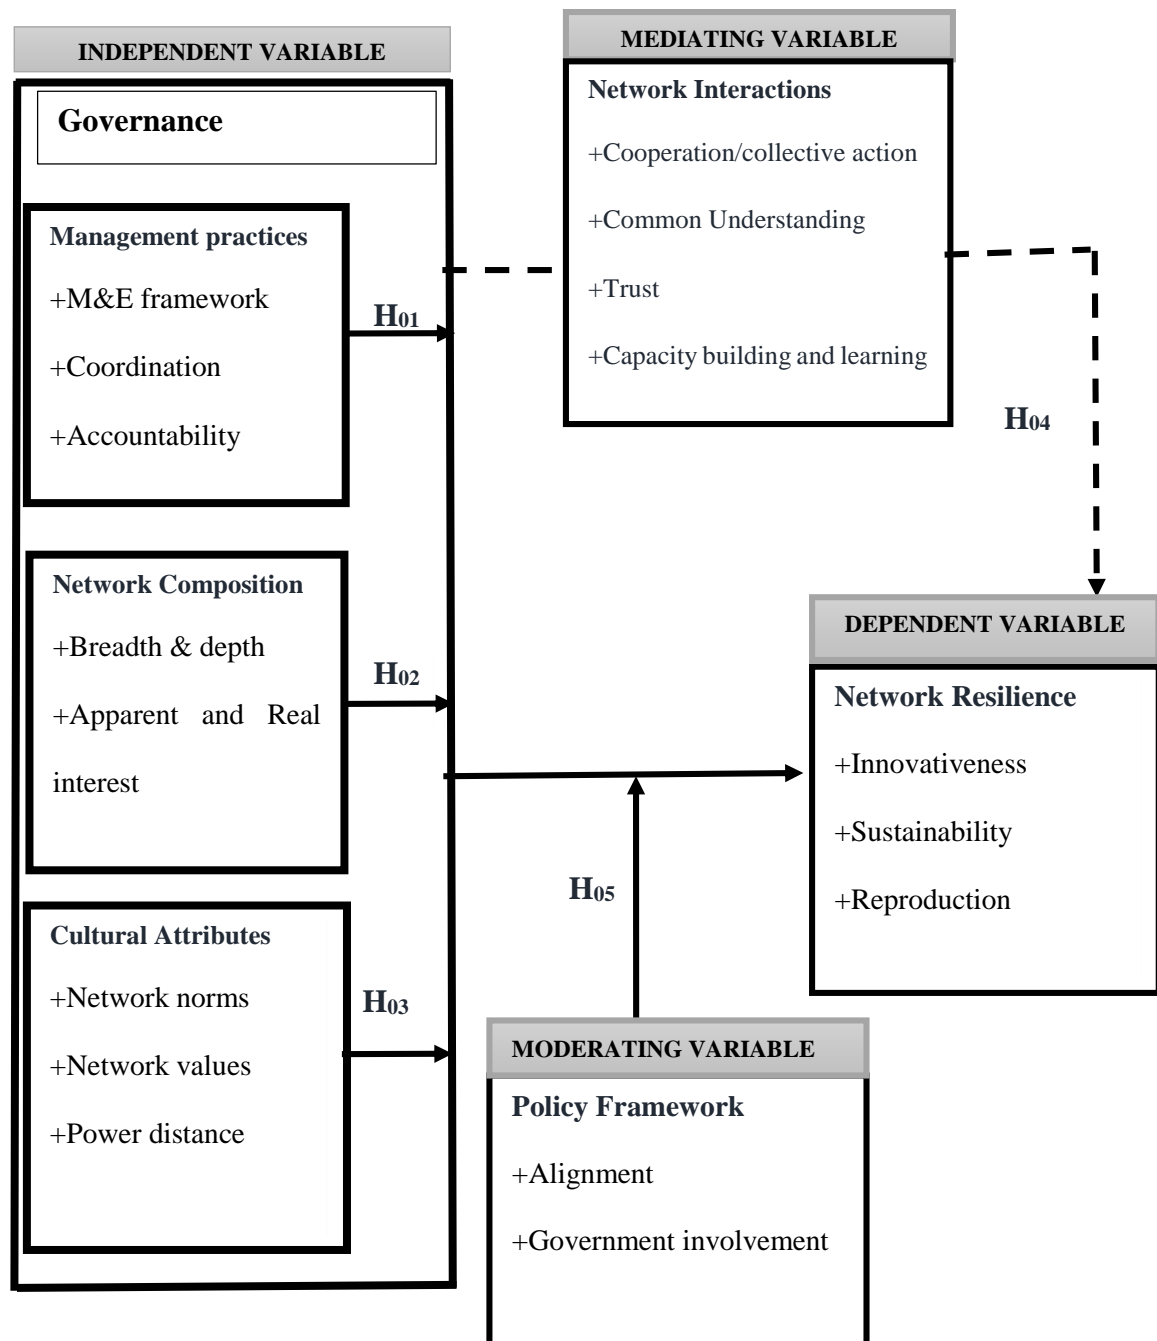 INDEPENDENT VARIABLE
Governance
Management practices
+M&E framework
+Coordination
+Accountability
H01
Network Composition
+Breadth & depth
+Apparent and Real
interest
H02
Cultural Attributes
+Network norms
+Network values
+Power distance
H03
MEDIATING VARIABLE
Network Interactions
+Cooperation/collective action
+Common Understanding
+Trust
+Capacity building and learning
H04
DEPENDENT VARIABLE
Network Resilience
+Innovativeness
+Sustainability
+Reproduction
H05
MODERATING VARIABLE
Policy Framework
+Alignment
+Government involvement